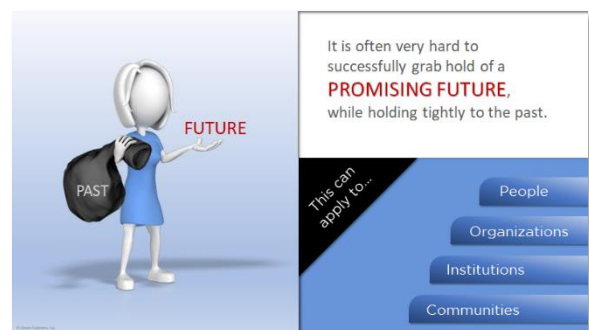 FUTURE
PAST
It is often very hard to
successfully grab hold of a
PROMISING FUTURE,
while holding tightly to the past.
This can
apply to...
People
Organizations
Institutions
Communities